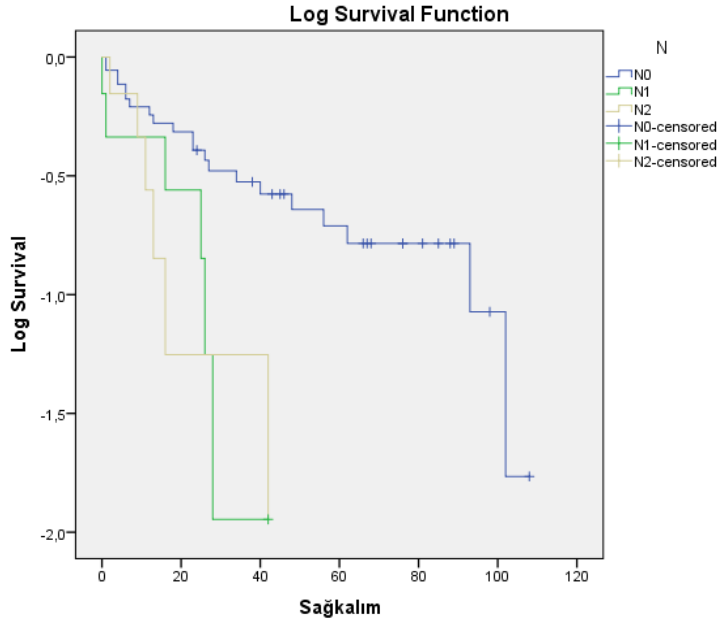 Log Survival Function
N
N0
N1
N2
N0-censored
N1-censored
N2-censored
Log Survival
0,0
-0,5
-1,0
-1,5
-2,0
0 20 40 60 80 100 120
Sağkalım